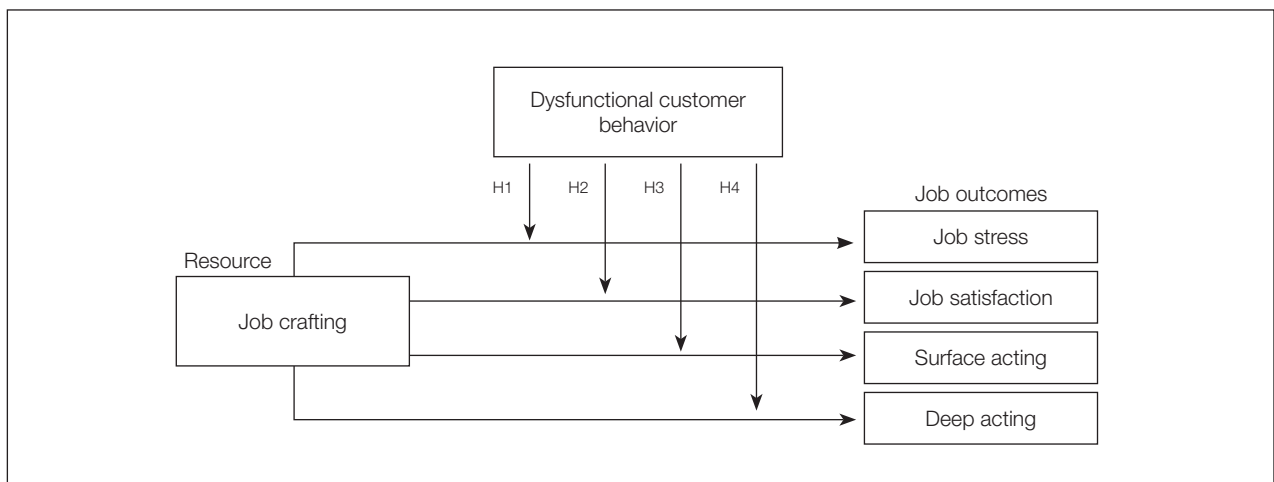 Dysfunctional customer
behavior
H1
H2
H3
H4
Job outcomes
Job stress
Resource
Job crafting
Job satisfaction
Surface acting
Deep acting